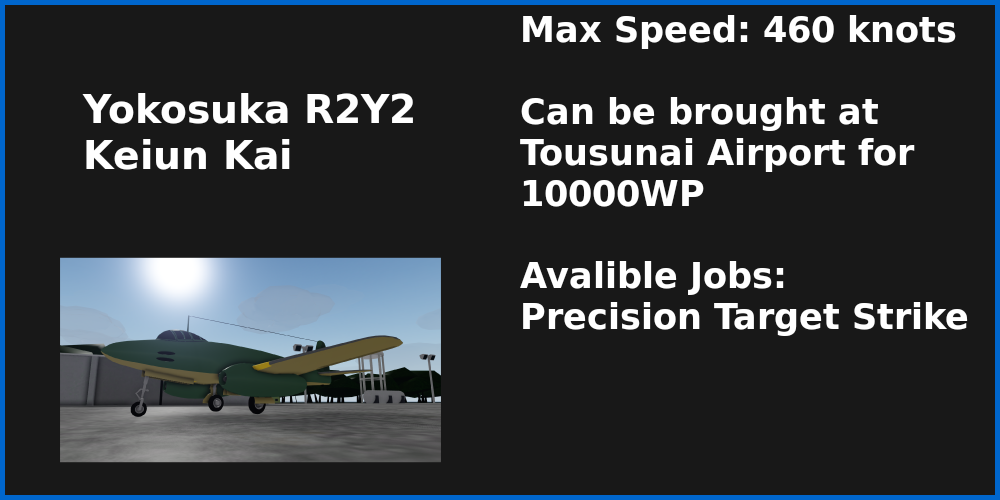 Yokosuka R2Y2
Keiun Kai
Max Speed: 460 knots
Can be brought at
Tousunai Airport for
10000WP
Avalible Jobs:
Precision Target Strike